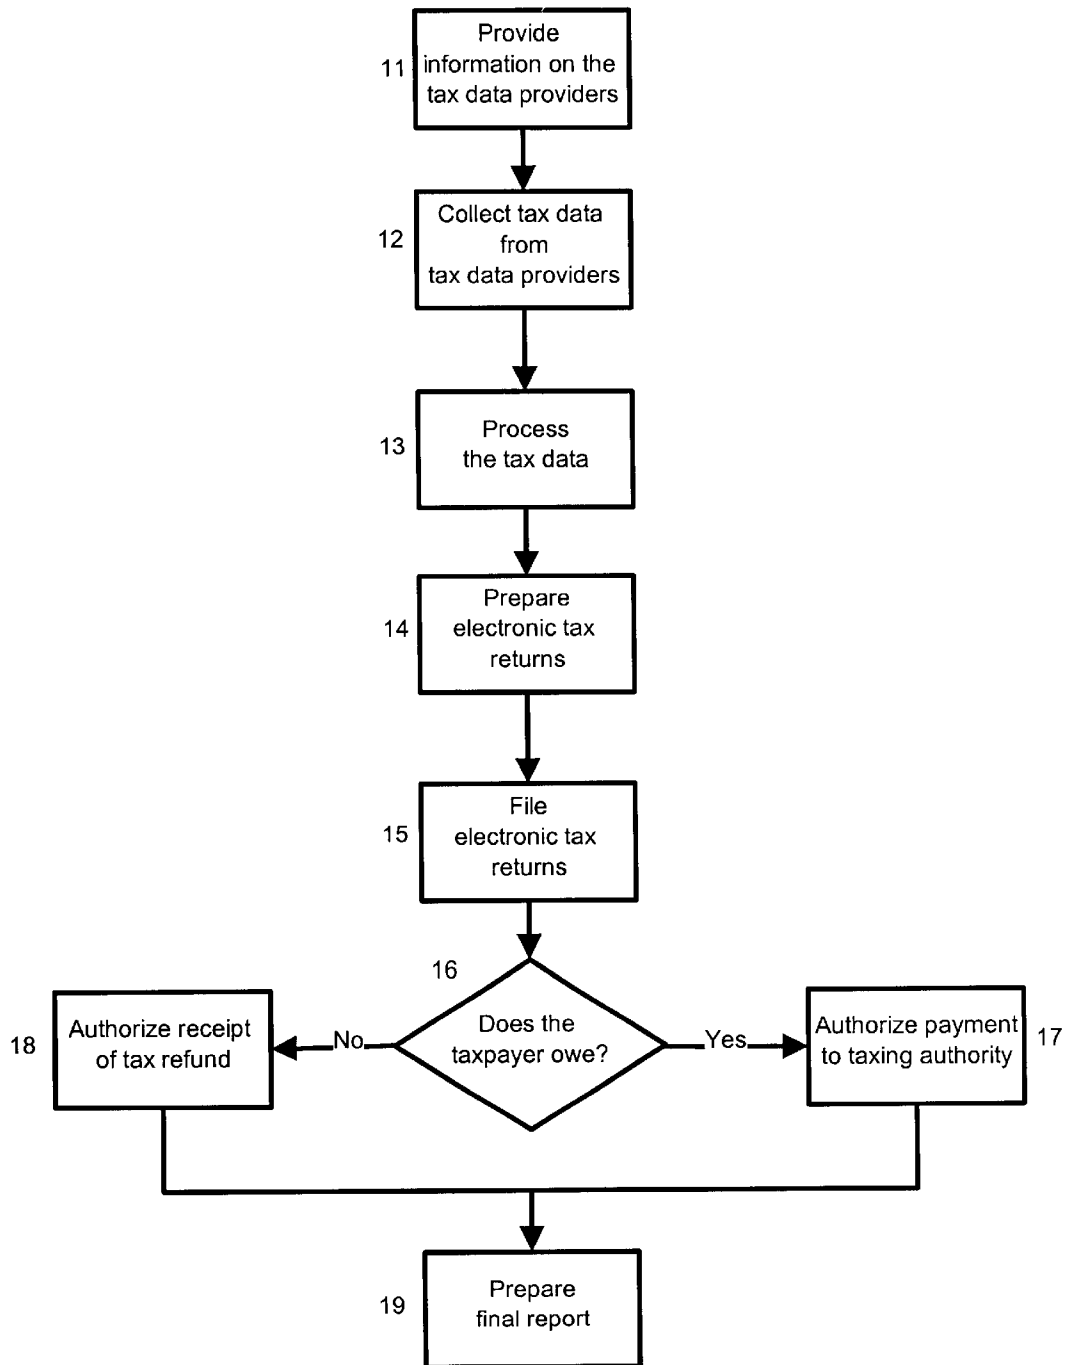 Provide
11
information on the
tax data providers
Collect tax data
12
from
tax data providers
Process
13
the tax data
Prepare
14
electronic tax
returns
File
15
electronic tax
returns
16
Does the
taxpayer owe?
No
Yes
18
Authorize receipt
of tax refund
Authorize payment
to taxing authority
17
Prepare
19
final report